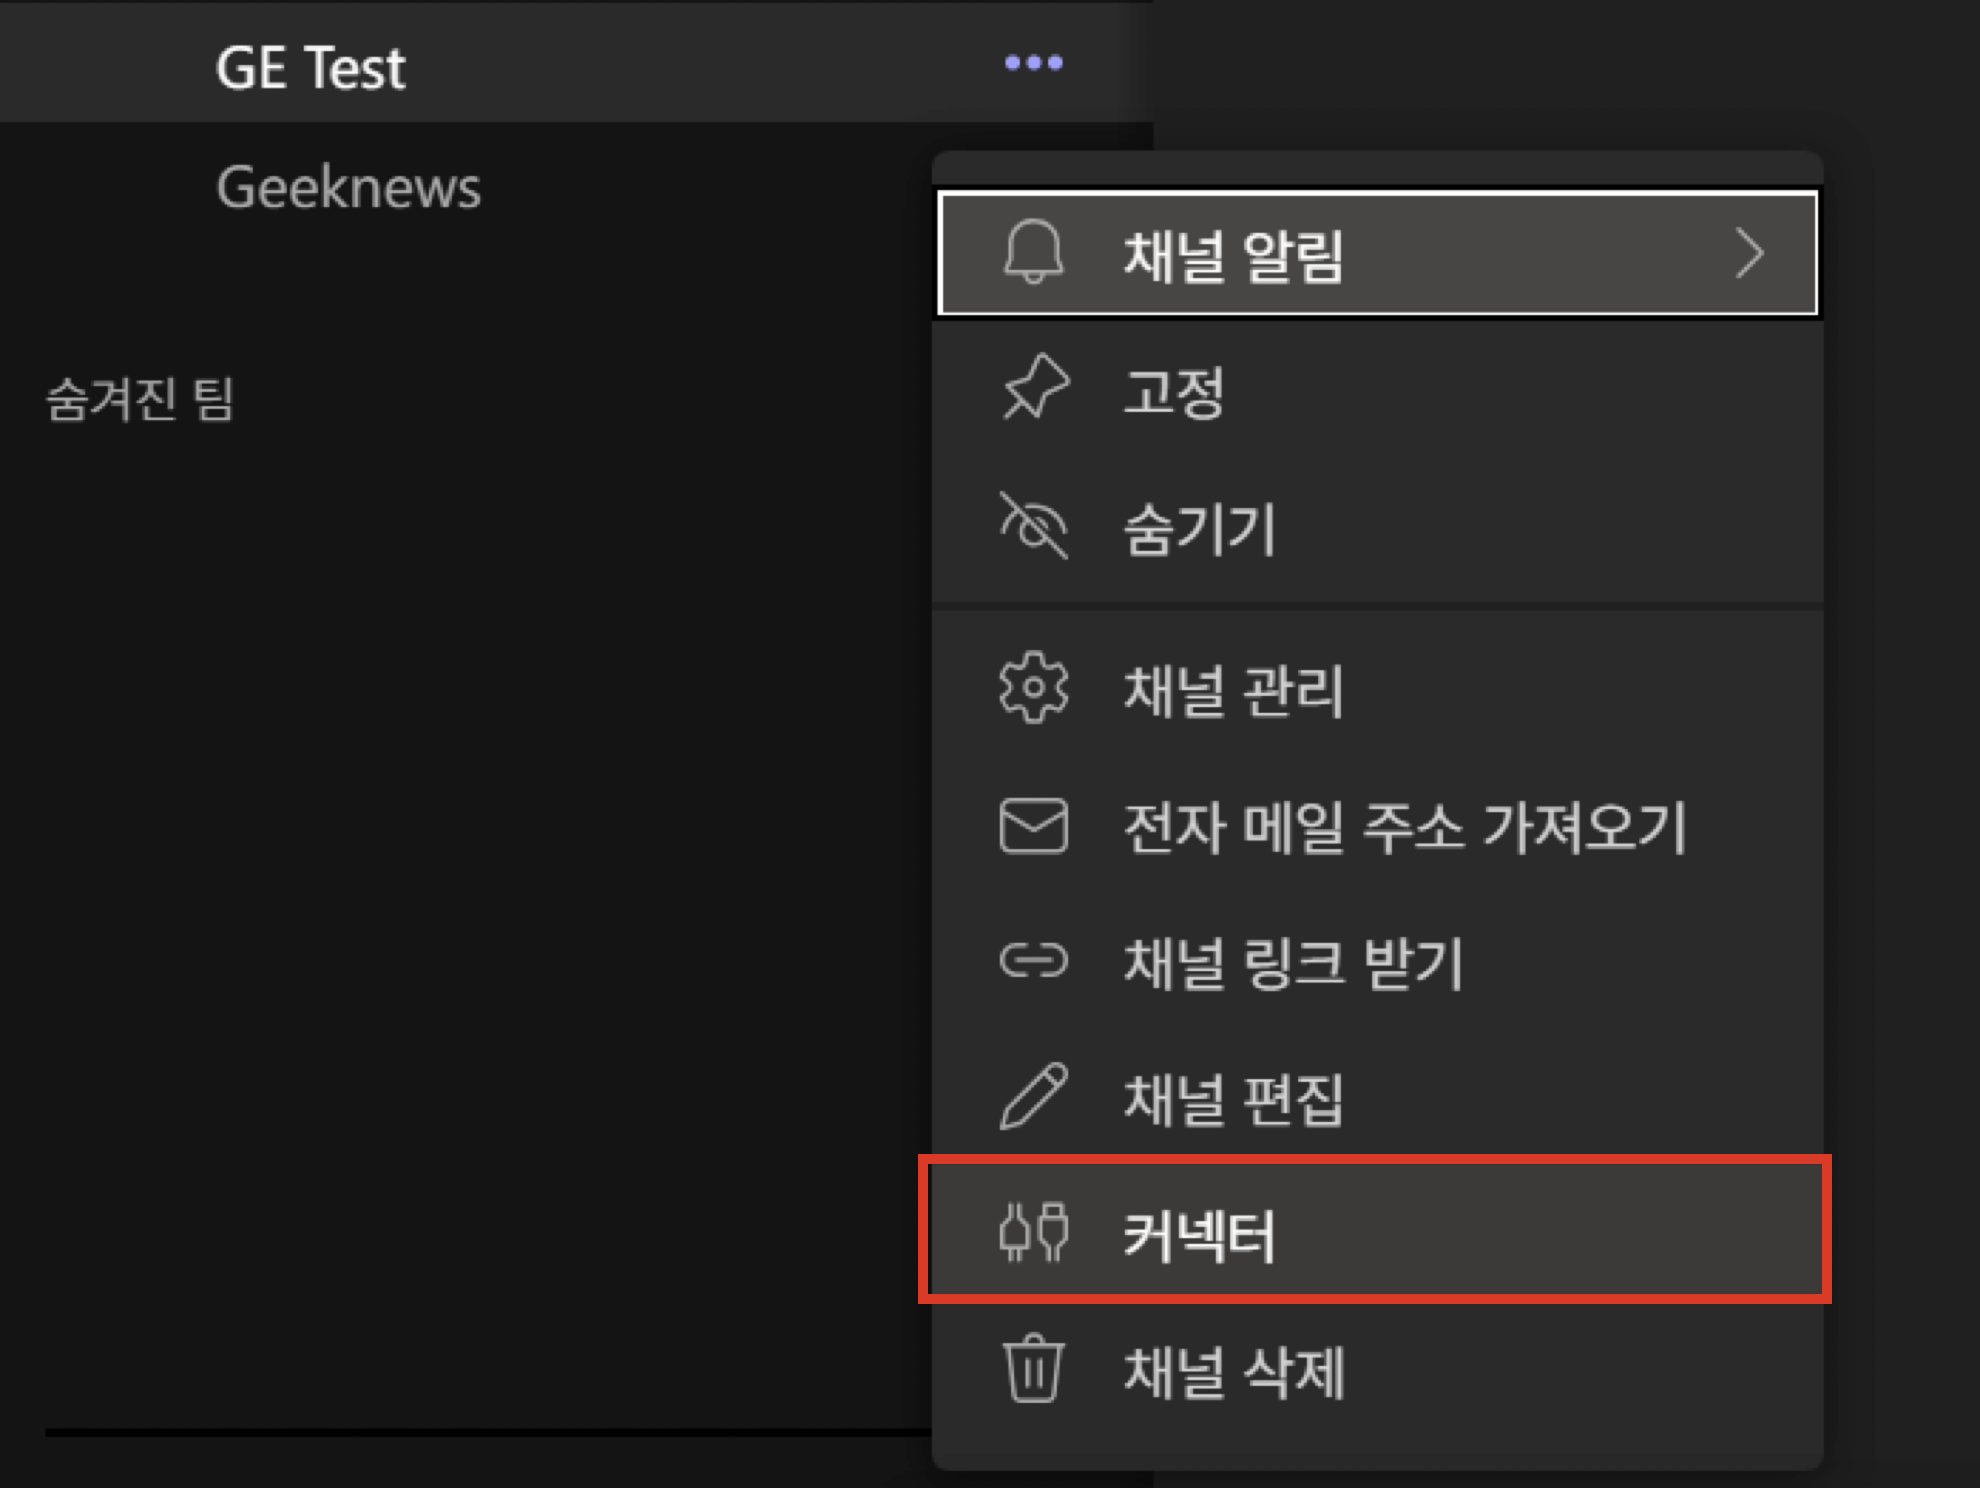 GE Test
Geeknews
숨겨진 팀
채널 알림
고정
숨기기
채널 관리
전자 메일 주소 가져오기
채널 링크 받기
채널 편집
커넥터
채널 삭제